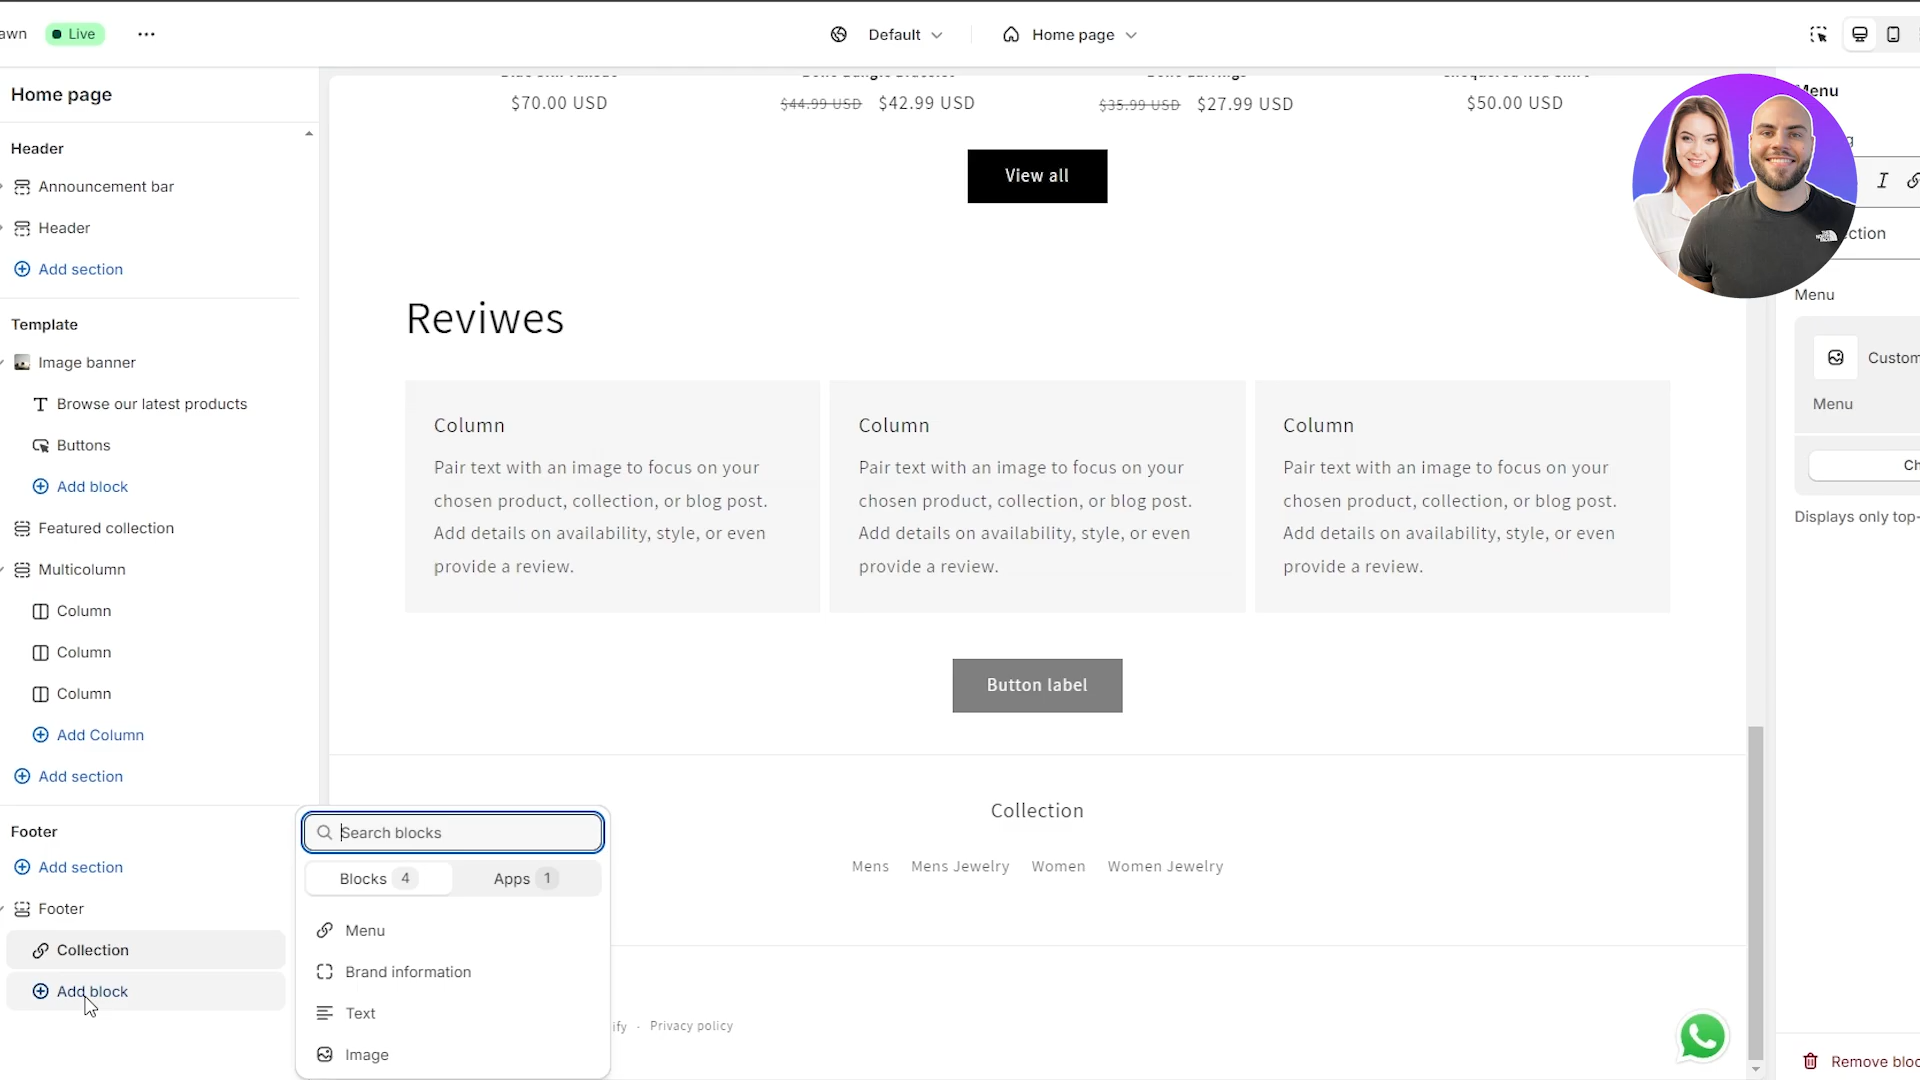 Live
Default
Home page
Home page
Header
Announcement bar
Header
Add section
Template
Image banner
Browse our latest products
Buttons
Add block
Featured collection
Multicolumn
Column
Column
Column
Add Column
Add section
Footer
Add section
Footer
Collection
Add block
$70.00 USD
$44.99 USD $42.99 USD
$35.99 USD $27.99 USD
$50.00 USD
View all
Reviwes
Column
Pair text with an image to focus on your
chosen product, collection, or blog post.
Add details on availability, style, or even
provide a review.
Column
Pair text with an image to focus on your
chosen product, collection, or blog post.
Add details on availability, style, or even
provide a review.
Column
Pair text with an image to focus on your
chosen product, collection, or blog post.
Add details on availability, style, or even
provide a review.
Button label
Collection
Mens Mens Jewelry Women Women Jewelry
Search blocks
Blocks 4 Apps 1
Menu
Brand information
Text
Image
ify · Privacy policy
Menu
Custom
Menu
Ch
Displays only top-
Remove bloc